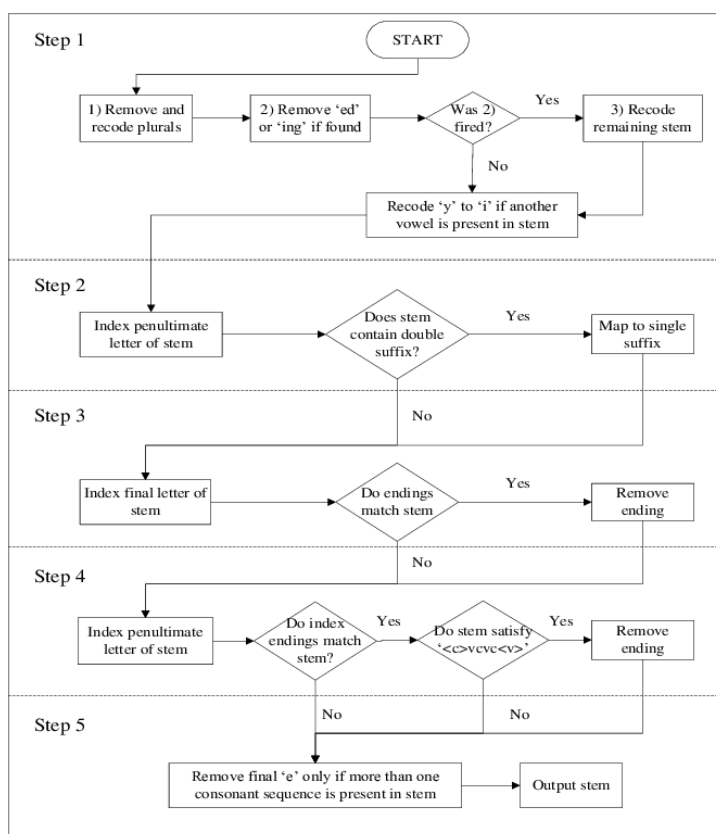 Step 1
START
1) Remove and
recode plurals
2) Remove ‘ed’
or ‘ing’ if found
Was 2)
fired?
Yes
3) Recode
remaining stem
No
Recode ‘y’ to ‘i’ if another
vowel is present in stem
Step 2
Index penultimate
letter of stem
Does stem
contain double
suffix?
Yes
Map to single
suffix
No
Step 3
Index final letter of
stem
Do endings
match stem
Yes
Remove
ending
No
Step 4
Index penultimate
letter of stem
Do index
endings match
stem?
Yes
Do stem satisfy
‘<c>vcvc<v>’
Yes
Remove
ending
No
No
Step 5
Remove final ‘e’ only if more than one
consonant sequence is present in stem
Output stem